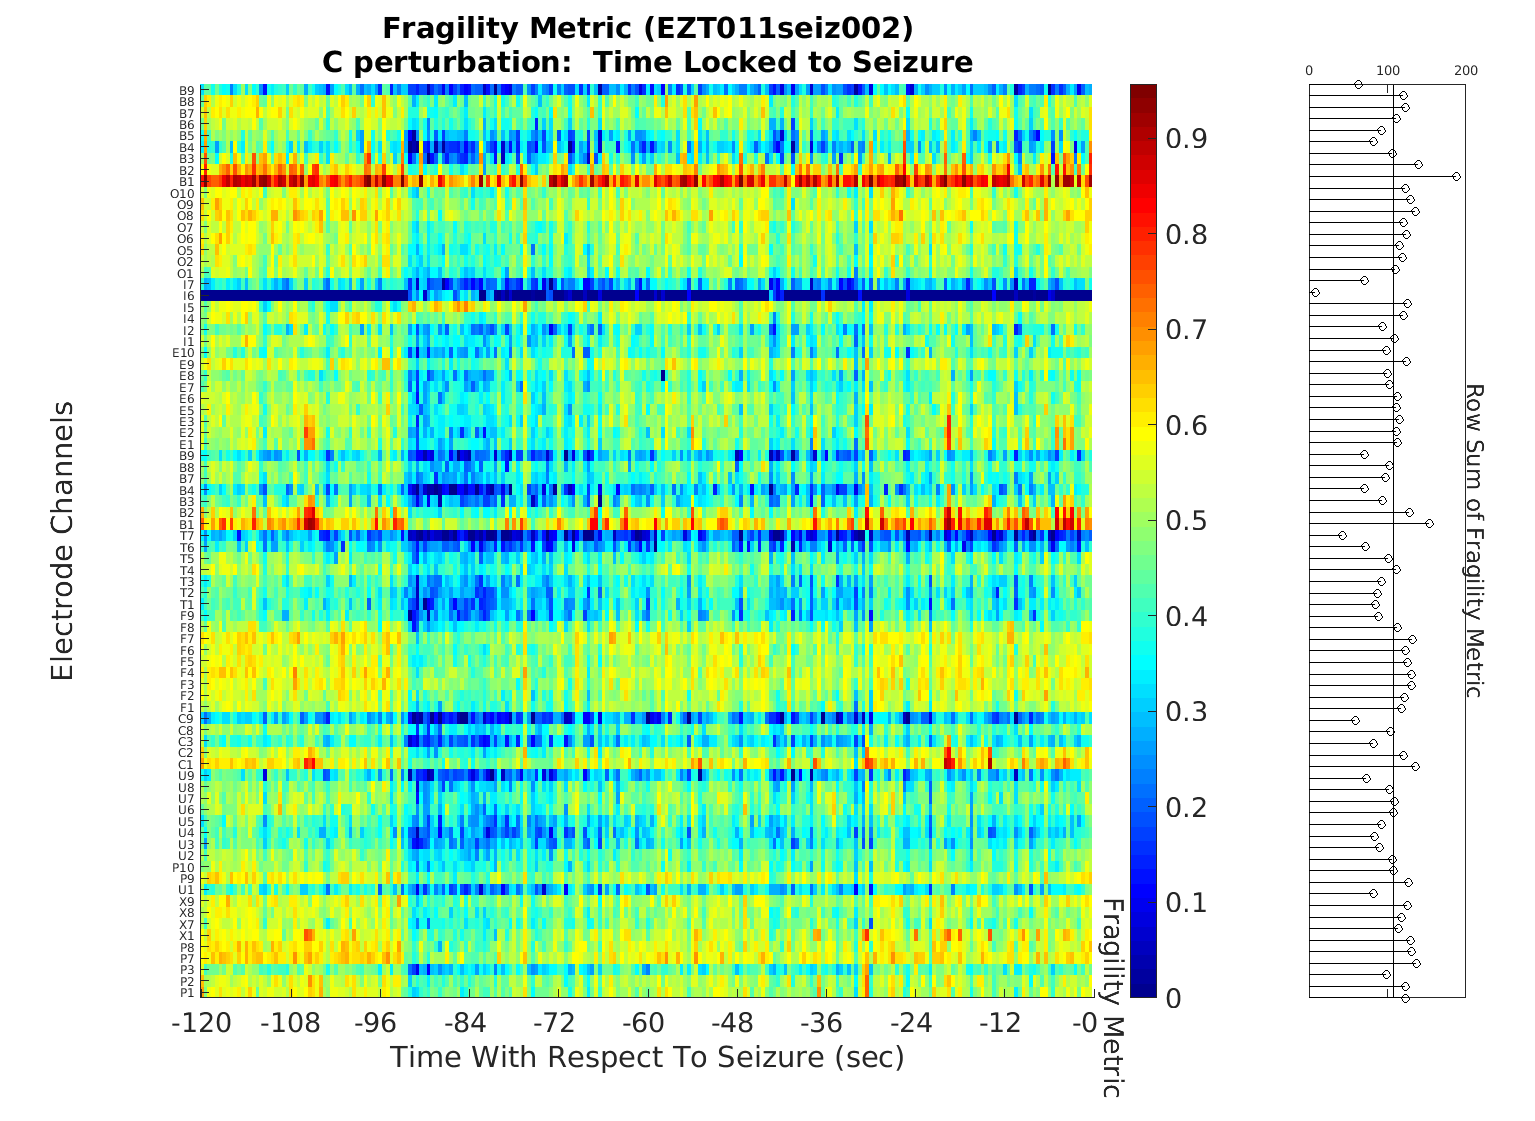 Fragility Metric (EZT011seiz002)
C perturbation:  Time Locked to Seizure
Electrode Channels
B9
B8
B7
B6
B5
B4
B3
B2
B1
O10
O9
O8
O7
O6
O5
O2
O1
I7
I6
I5
I4
I2
I1
E10
E9
E8
E7
E6
E5
E3
E2
E1
B9
B8
B7
B4
B3
B2
B1
T7
T6
T5
T4
T3
T2
T1
F9
F8
F7
F6
F5
F4
F3
F2
F1
C9
C8
C3
C2
C1
U9
U8
U7
U6
U5
U4
U3
U2
P10
P9
U1
X9
X8
X7
X1
P8
P7
P3
P2
P1
-120 -108 -96 -84 -72 -60 -48 -36 -24 -12 -0
Time With Respect To Seizure (sec)
0.9
0.8
0.7
0.6
0.5
0.4
0.3
0.2
0.1
0
Fragility Metric
0 100 200
Row Sum of Fragility Metric